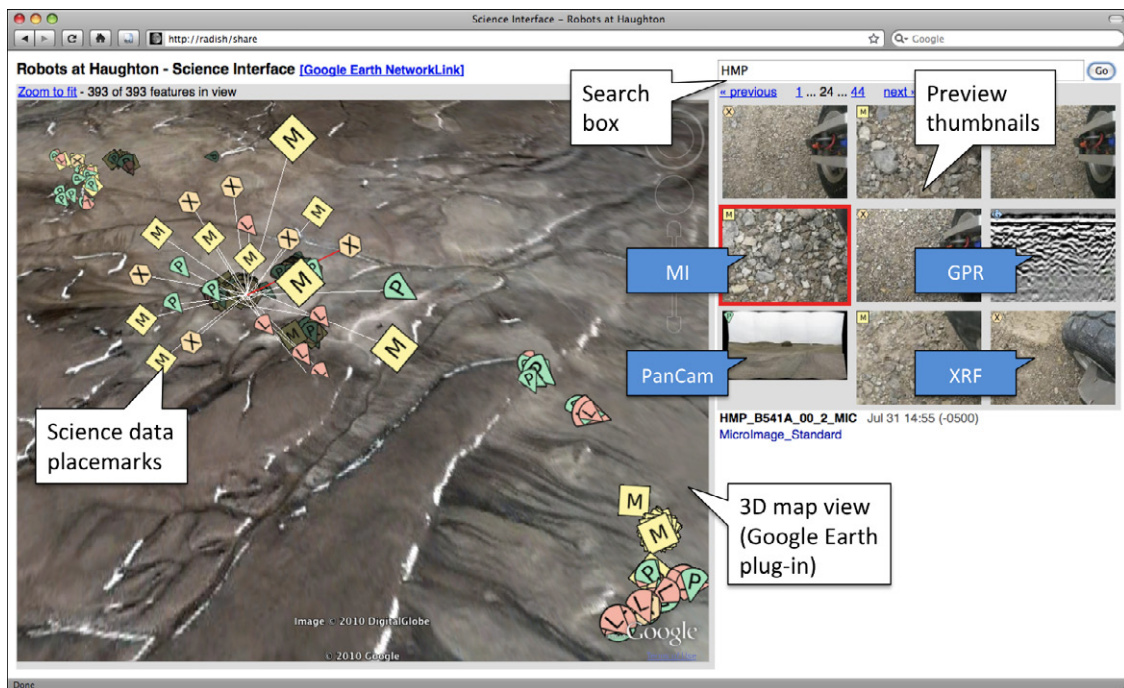 Science Interface – Robots at Haughton
http://radish/share
Google
Robots at Haughton - Science Interface [Google Earth NetworkLink]
Zoom to fit - 393 of 393 features in view
HMP
Go
« previous 1 ... 24 ... 44 next ›
Search
box
Preview
thumbnails
MI
GPR
PanCam
XRF
HMP_B541A_00_2_MIC Jul 31 14:55 (-0500)
MicroImage_Standard
Science data
placemarks
3D map view
(Google Earth
plug-in)
M
X
X
M
L
M
M
X
X
M
P
M
P
P
P
M
L
M
P
X
M
M
L
P
L
M
M
P
P
L
L
L
Image © 2010 DigitalGlobe
© 2010 Google
Google
Done